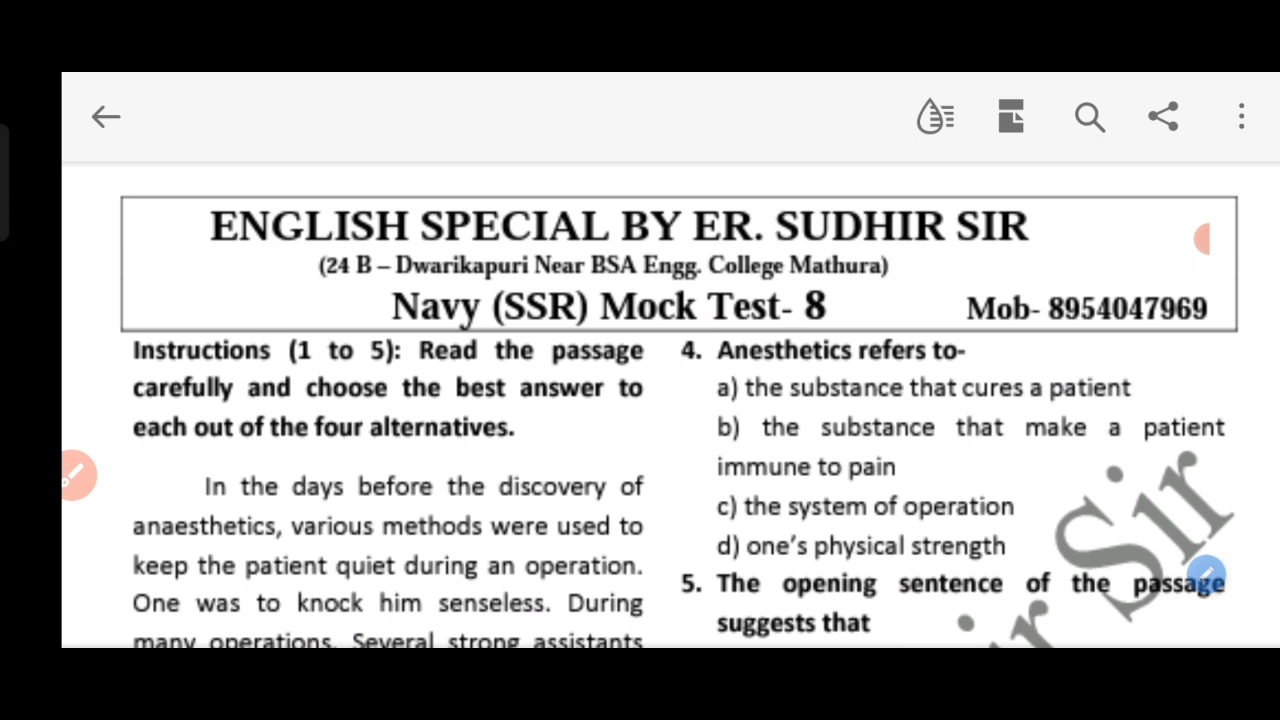 ENGLISH SPECIAL BY ER. SUDHIR SIR
(24 B – Dwarikapuri Near BSA Engg. College Mathura)
Navy (SSR) Mock Test- 8 Mob- 8954047969
Instructions (1 to 5): Read the passage
carefully and choose the best answer to
each out of the four alternatives.
In the days before the discovery of
anaesthetics, various methods were used to
keep the patient quiet during an operation.
One was to knock him senseless. During
many operations. Several strong assistants
4. Anesthetics refers to-
a) the substance that cures a patient
b) the substance that make a patient
immune to pain
c) the system of operation
d) one's physical strength
5. The opening sentence of the passage
suggests that
Sir